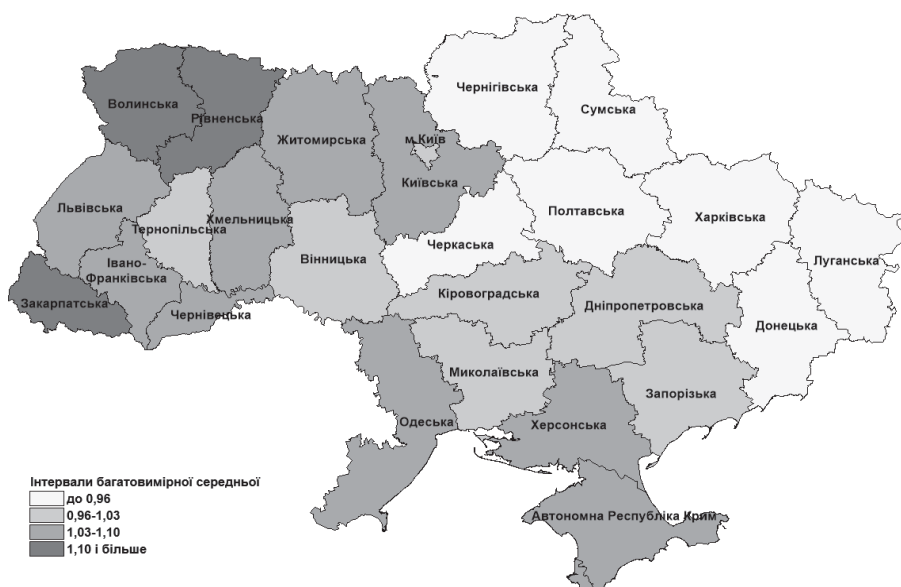 Чернігівська
Сумська
Волинська
Рівненська
Житомирська
м.Київ
Київська
Львівська
Тернопільська
Хмельницька
Вінницька
Черкаська
Полтавська
Харківська
Луганська
Івано-
Франківська
Закарпатська
Чернівецька
Кіровоградська
Дніпропетровська
Донецька
Миколаївська
Запорізька
Одеська
Херсонська
Автономна Республіка Крим
Інтервали багатовимірної середньої
до 0,96
0,96-1,03
1,03-1,10
1,10 і більше